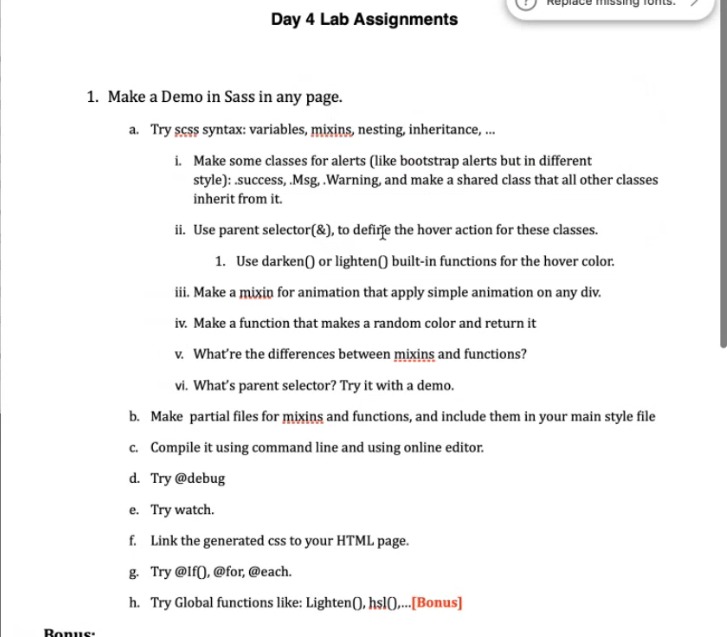 Replace missing fonts.
Day 4 Lab Assignments
1. Make a Demo in Sass in any page.
a. Try scss syntax: variables, mixins, nesting, inheritance, ...
i. Make some classes for alerts (like bootstrap alerts but in different
style): .success, .Msg, .Warning, and make a shared class that all other classes
inherit from it.
ii. Use parent selector(&), to define the hover action for these classes.
1. Use darken() or lighten() built-in functions for the hover color.
iii. Make a mixin for animation that apply simple animation on any div.
iv. Make a function that makes a random color and return it
v. What're the differences between mixins and functions?
vi. What's parent selector? Try it with a demo.
b. Make partial files for mixins and functions, and include them in your main style file
c. Compile it using command line and using online editor.
d. Try @debug
e. Try watch.
f. Link the generated css to your HTML page.
g. Try @If(), @for, @each.
h. Try Global functions like: Lighten(), hsl(),...[Bonus]
Bonus: